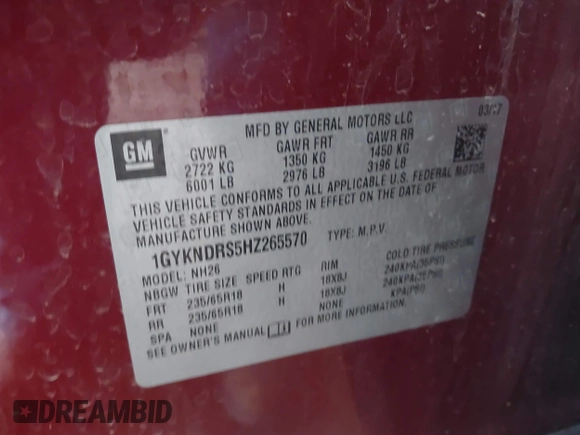 MFD BY GENERAL MOTORS LLC 03/17
GM
GVWR GAWR FRT GAWR RR
2722 KG 1350 KG 1450 KG
6001 LB 2976 LB 3196 LB
THIS VEHICLE CONFORMS TO ALL APPLICABLE U.S. FEDERAL MOTOR
VEHICLE SAFETY STANDARDS IN EFFECT ON THE DATE OF
MANUFACTURE SHOWN ABOVE.
1GYKNDRS5HZ265570 TYPE: M.P.V.
MODEL: NH26
NBGW TIRE SIZE SPEED RTG RIM COLD TIRE PRESSURE
FRT 235/65R18 H 18X8J 240KPA(35PSI)
RR 235/65R18 H 18X8J 240KPA(35PSI)
SPA NONE NONE KPA(PSI)
SEE OWNER'S MANUAL FOR MORE INFORMATION.
DREAMBID